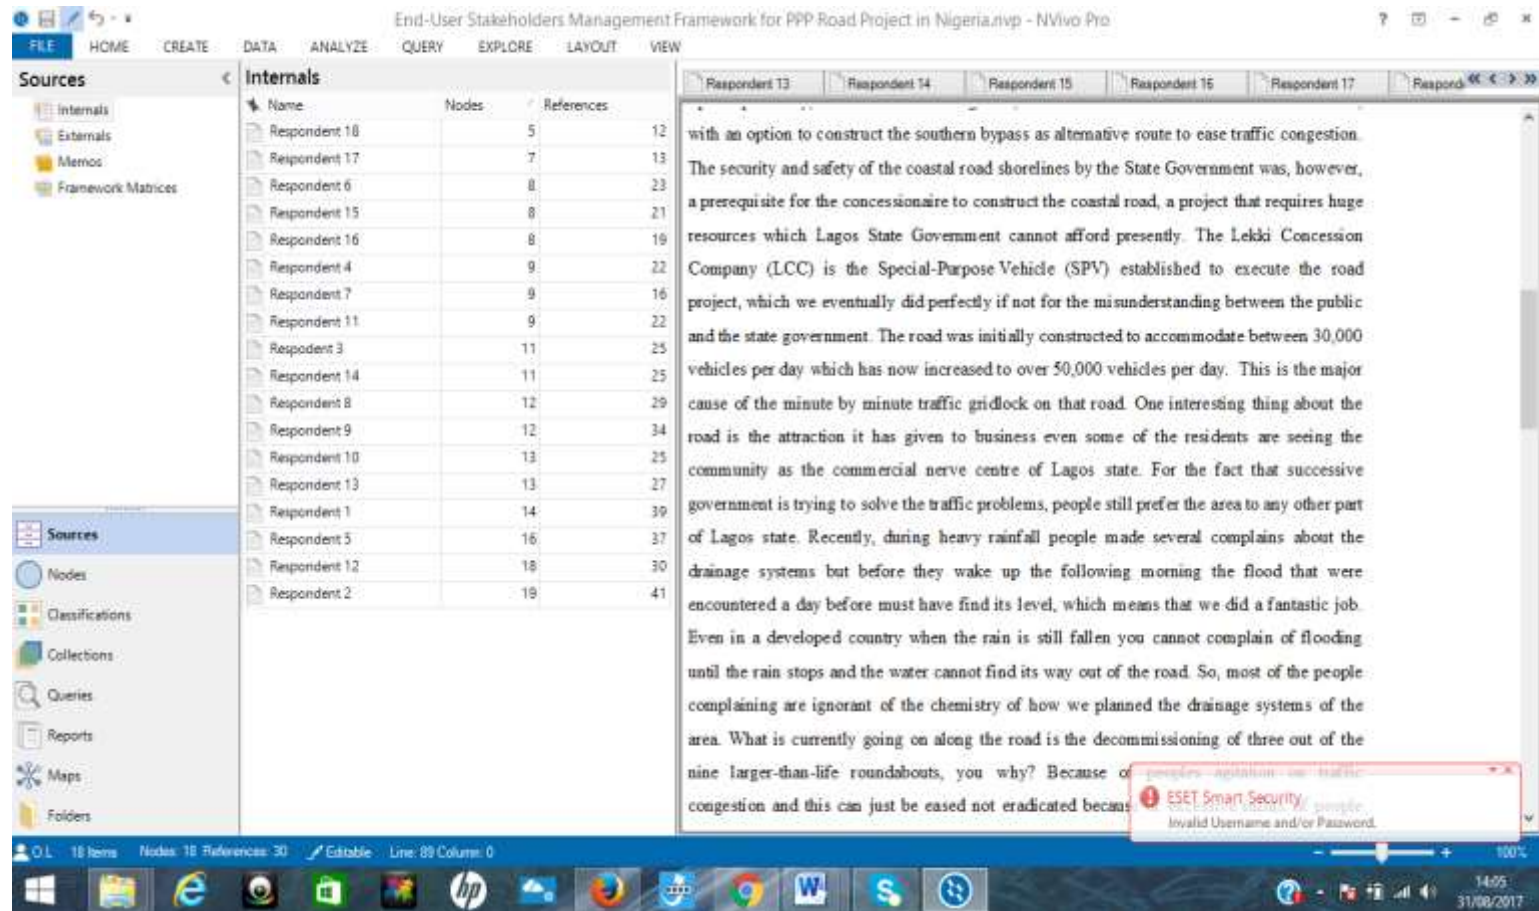 End-User Stakeholders Management Framework for PPP Road Project in Nigeria.nvp - NVivo Pro
FILE HOME CREATE DATA ANALYZE QUERY EXPLORE LAYOUT VIEW
Sources
Internals
Externals
Memos
Framework Matrices
Sources
Nodes
Classifications
Collections
Queries
Reports
Maps
Folders
Internals
Name Nodes References
Respondent 18 5 12
Respondent 17 7 13
Respondent 6 8 23
Respondent 15 8 21
Respondent 16 8 19
Respondent 4 9 22
Respondent 7 9 16
Respondent 11 9 22
Respodent 3 11 25
Respondent 14 11 25
Respondent 8 12 29
Respondent 9 12 34
Respondent 10 13 25
Respondent 13 13 27
Respondent 1 14 39
Respondent 5 16 37
Respondent 12 18 30
Respondent 2 19 41
Respondent 13 Respondent 14 Respondent 15 Respondent 16 Respondent 17 Respond
with an option to construct the southern bypass as alternative route to ease traffic congestion.
The security and safety of the coastal road shorelines by the State Government was, however,
a prerequisite for the concessionaire to construct the coastal road, a project that requires huge
resources which Lagos State Government cannot afford presently. The Lekki Concession
Company (LCC) is the Special-Purpose Vehicle (SPV) established to execute the road
project, which we eventually did perfectly if not for the misunderstanding between the public
and the state government. The road was initially constructed to accommodate between 30,000
vehicles per day which has now increased to over 50,000 vehicles per day. This is the major
cause of the minute by minute traffic gridlock on that road. One interesting thing about the
road is the attraction it has given to business even some of the residents are seeing the
community as the commercial nerve centre of Lagos state. For the fact that successive
government is trying to solve the traffic problems, people still prefer the area to any other part
of Lagos state. Recently, during heavy rainfall people made several complains about the
drainage systems but before they wake up the following morning the flood that were
encountered a day before must have find its level, which means that we did a fantastic job.
Even in a developed country when the rain is still fallen you cannot complain of flooding
until the rain stops and the water cannot find its way out of the road. So, most of the people
complaining are ignorant of the chemistry of how we planned the drainage systems of the
area. What is currently going on along the road is the decommissioning of three out of the
nine larger-than-life roundabouts, you why? Because of peoples agitation on traffic
congestion and this can just be eased not eradicated because of excessive of people
ESET Smart Security
Invalid Username and/or Password.
O.L 18 Items Nodes: 18 References: 30 Editable Line: 89 Column: 0 100%
14:05
31/08/2017